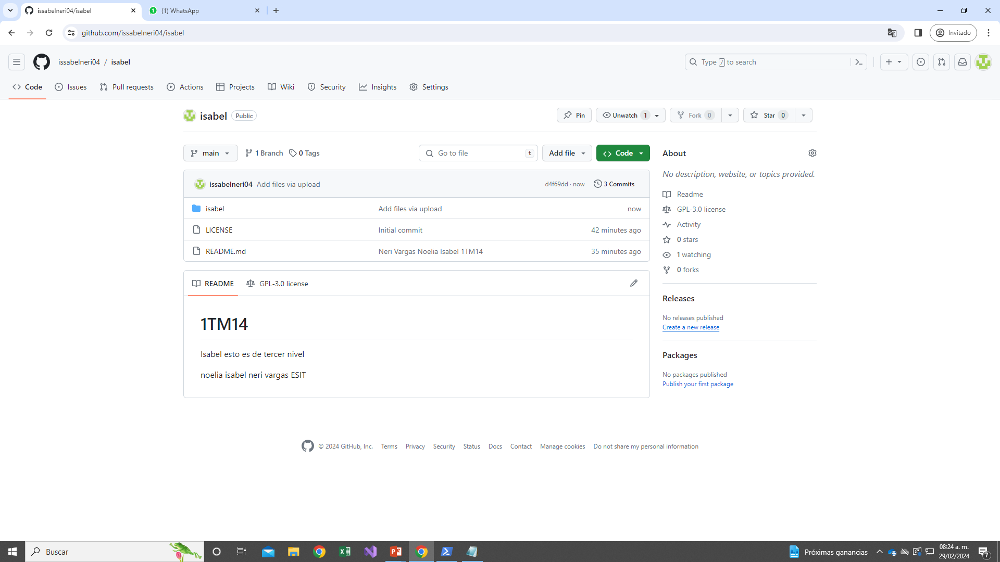 issabelneri04/isabel
(1) WhatsApp
github.com/issabelneri04/isabel
Invitado
issabelneri04 / isabel
Type / to search
Code
Issues
Pull requests
Actions
Projects
Wiki
Security
Insights
Settings
isabel Public
Pin
Unwatch 1
Fork 0
Star 0
main
1 Branch
0 Tags
Go to file t
Add file
Code
issabelneri04 Add files via upload
d4f69dd · now
3 Commits
isabel Add files via upload now
LICENSE Initial commit 42 minutes ago
README.md Neri Vargas Noelia Isabel 1TM14 35 minutes ago
README
GPL-3.0 license
1TM14
Isabel esto es de tercer nivel
noelia isabel neri vargas ESIT
About
No description, website, or topics provided.
Readme
GPL-3.0 license
Activity
0 stars
1 watching
0 forks
Releases
No releases published
Create a new release
Packages
No packages published
Publish your first package
© 2024 GitHub, Inc. Terms Privacy Security Status Docs Contact Manage cookies Do not share my personal information
Buscar
Próximas ganancias
08:24 a. m.
29/02/2024
7